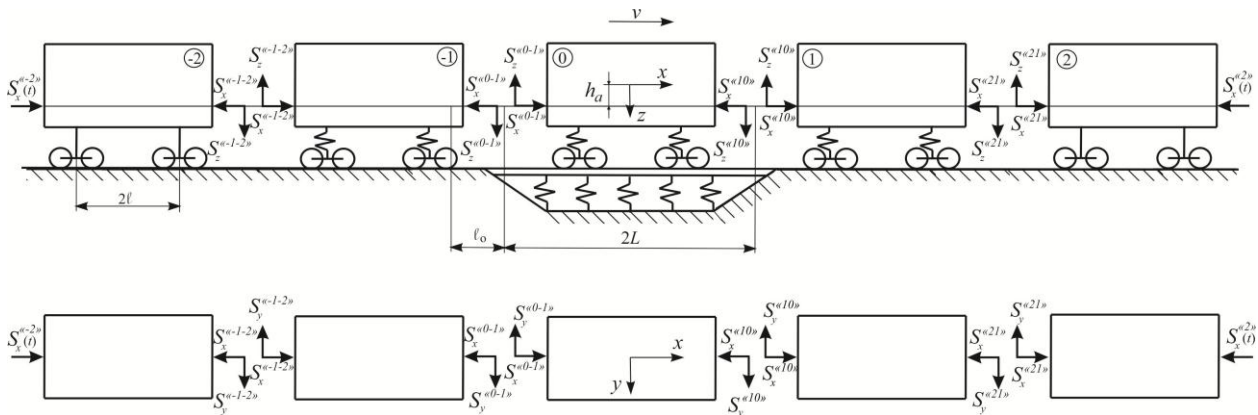 v
-2 -1 0 1 2
S_z^{«-1-2»} S_z^{«0-1»} S_z^{«10»} S_z^{«21»}
S_x^{«-2»}(t) S_x^{«-1-2»} S_x^{«0-1»} h_a x S_x^{«10»} S_x^{«21»} S_x^{«2»}(t)
S_x^{«-1-2»} S_x^{«0-1»} z S_x^{«10»} S_x^{«21»}
S_z^{«-1-2»} S_z^{«0-1»} S_z^{«10»} S_z^{«21»}
2ℓ
ℓ_o 2L
S_y^{«-1-2»} S_y^{«0-1»} S_y^{«10»} S_y^{«21»}
S_x^{«-2»}(t) S_x^{«-1-2»} S_x^{«0-1»} x S_x^{«10»} S_x^{«21»} S_x^{«2»}(t)
S_x^{«-1-2»} S_x^{«0-1»} y S_x^{«10»} S_x^{«21»}
S_y^{«-1-2»} S_y^{«0-1»} S_y^{«10»} S_y^{«21»}